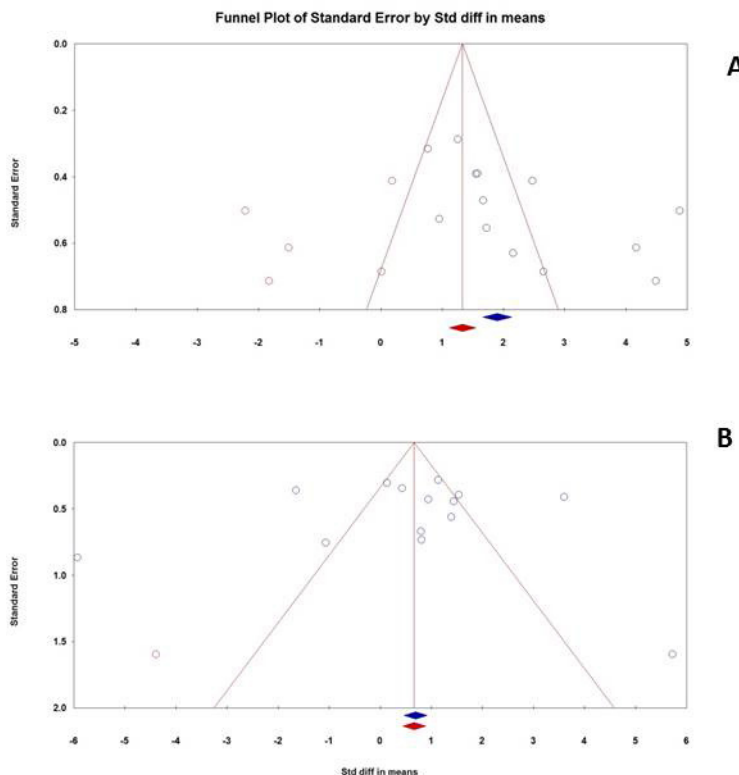 Funnel Plot of Standard Error by Std diff in means
A
0.0
0.2
0.4
0.6
0.8
Standard Error
-5 -4 -3 -2 -1 0 1 2 3 4 5
B
0.0
0.5
1.0
1.5
2.0
Standard Error
-6 -5 -4 -3 -2 -1 0 1 2 3 4 5 6
Std diff in means